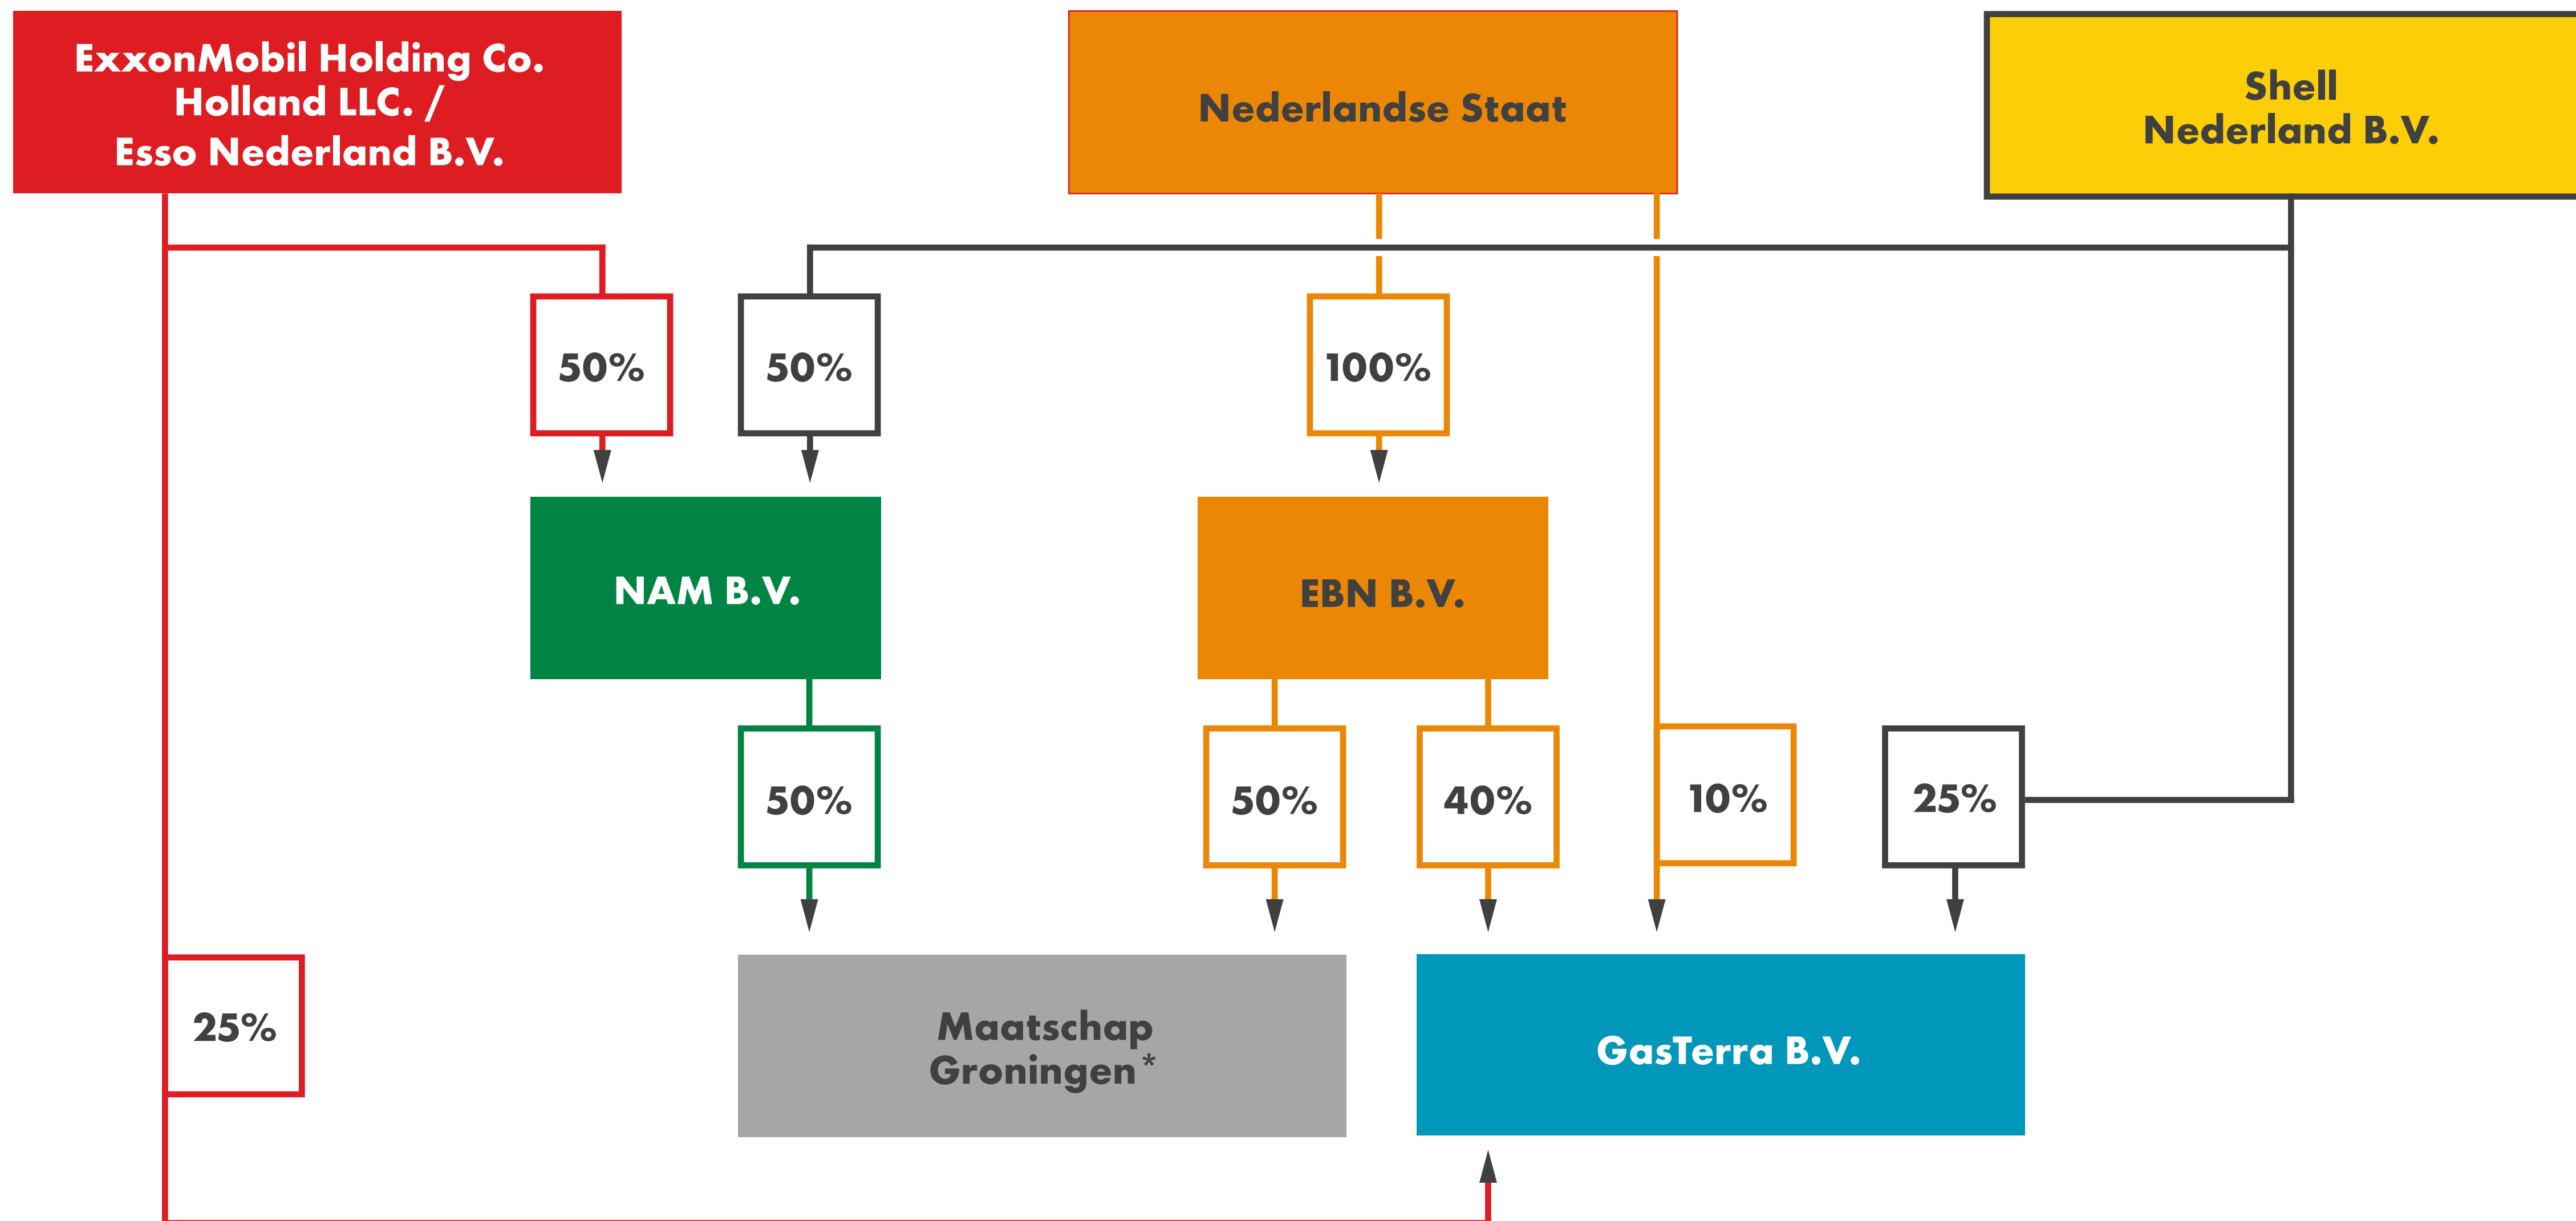 ExxonMobil Holding Co.
Holland LLC. /
Esso Nederland B.V.
Nederlandse Staat
Shell
Nederland B.V.
50%
50%
100%
NAM B.V.
EBN B.V.
50%
50%
40%
10%
25%
25%
Maatschap
Groningen*
GasTerra B.V.